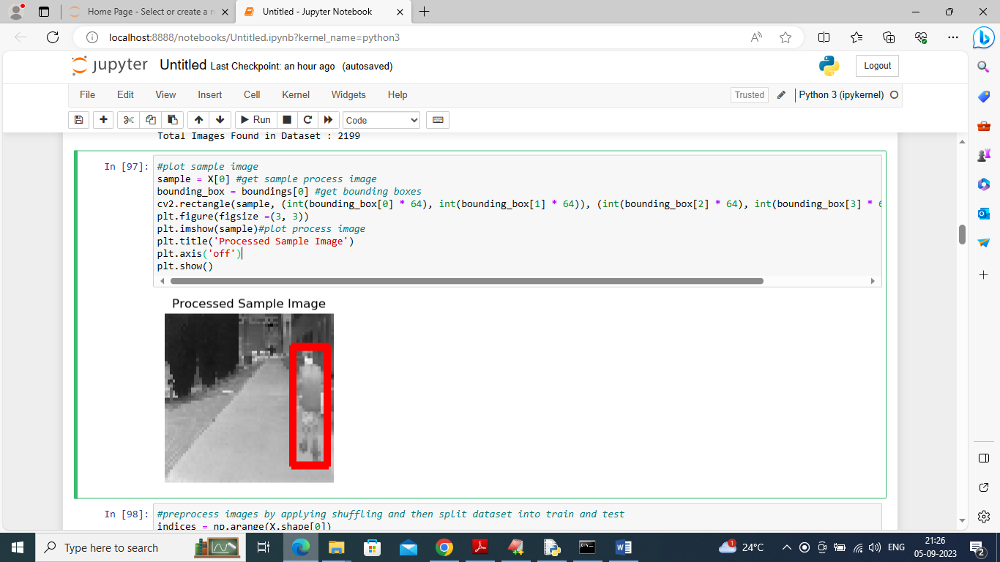 Home Page - Select or create a n
Untitled - Jupyter Notebook
localhost:8888/notebooks/Untitled.ipynb?kernel_name=python3
jupyter Untitled Last Checkpoint: an hour ago (autosaved)
Logout
File Edit View Insert Cell Kernel Widgets Help
Trusted
Python 3 (ipykernel)
Run
Code
Total Images Found in Dataset : 2199
In [97]:
#plot sample image
sample = X[0] #get sample process image
bounding_box = boundings[0] #get bounding boxes
cv2.rectangle(sample, (int(bounding_box[0] * 64), int(bounding_box[1] * 64)), (int(bounding_box[2] * 64), int(bounding_box[3] * 6
plt.figure(figsize =(3, 3))
plt.imshow(sample)#plot process image
plt.title('Processed Sample Image')
plt.axis('off')
plt.show()
Processed Sample Image
In [98]:
#preprocess images by applying shuffling and then split dataset into train and test
indices = np.arange(X.shape[0])
Type here to search
1
24°C
ENG
21:26
05-09-2023
2